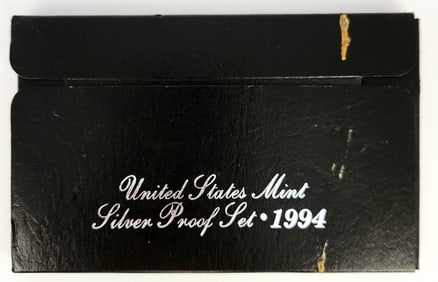 United States Mint
Silver Proof Set • 1994